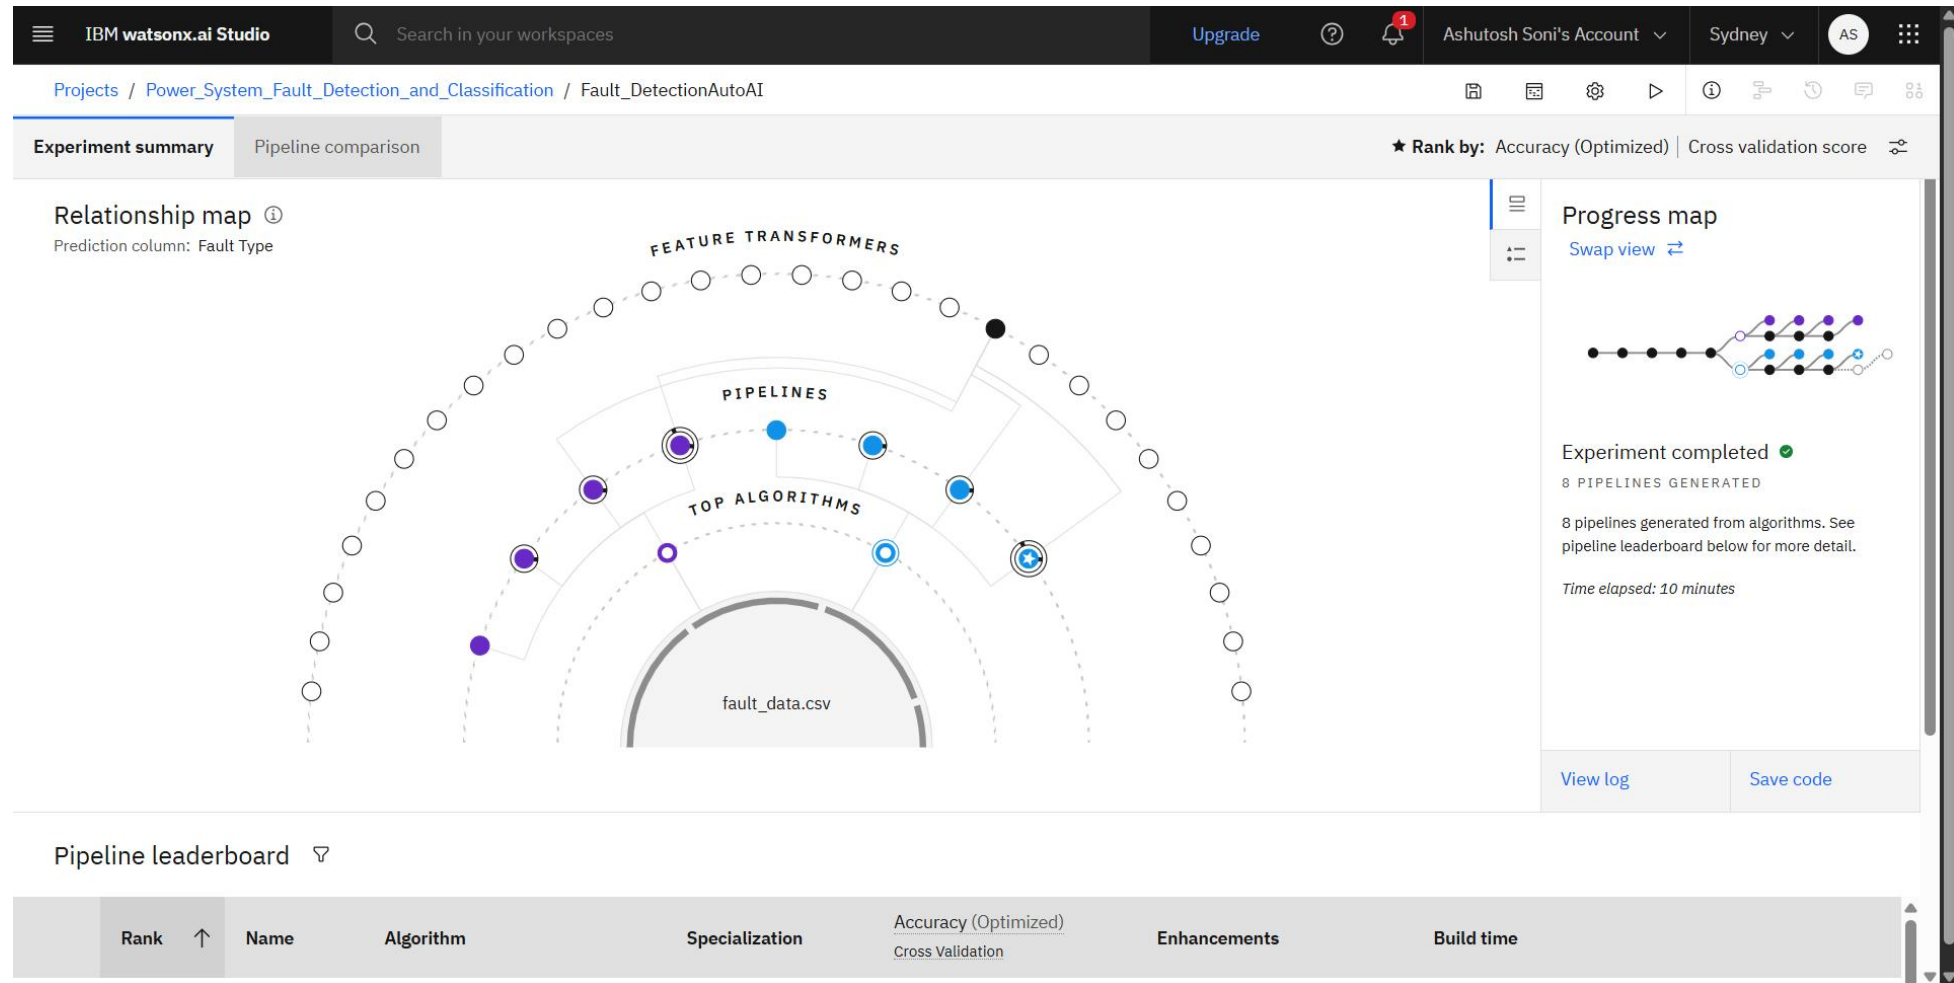 IBM watsonx.ai Studio
Search in your workspaces
Upgrade
1
Ashutosh Soni's Account
Sydney
AS
Projects / Power_System_Fault_Detection_and_Classification / Fault_DetectionAutoAI
Experiment summary
Pipeline comparison
Rank by: Accuracy (Optimized) | Cross validation score
Relationship map
Prediction column: Fault Type
FEATURE TRANSFORMERS
PIPELINES
TOP ALGORITHMS
fault_data.csv
Progress map
Swap view
Experiment completed
8 PIPELINES GENERATED
8 pipelines generated from algorithms. See
pipeline leaderboard below for more detail.
Time elapsed: 10 minutes
View log
Save code
Pipeline leaderboard
Rank
Name
Algorithm
Specialization
Accuracy (Optimized)
Cross Validation
Enhancements
Build time